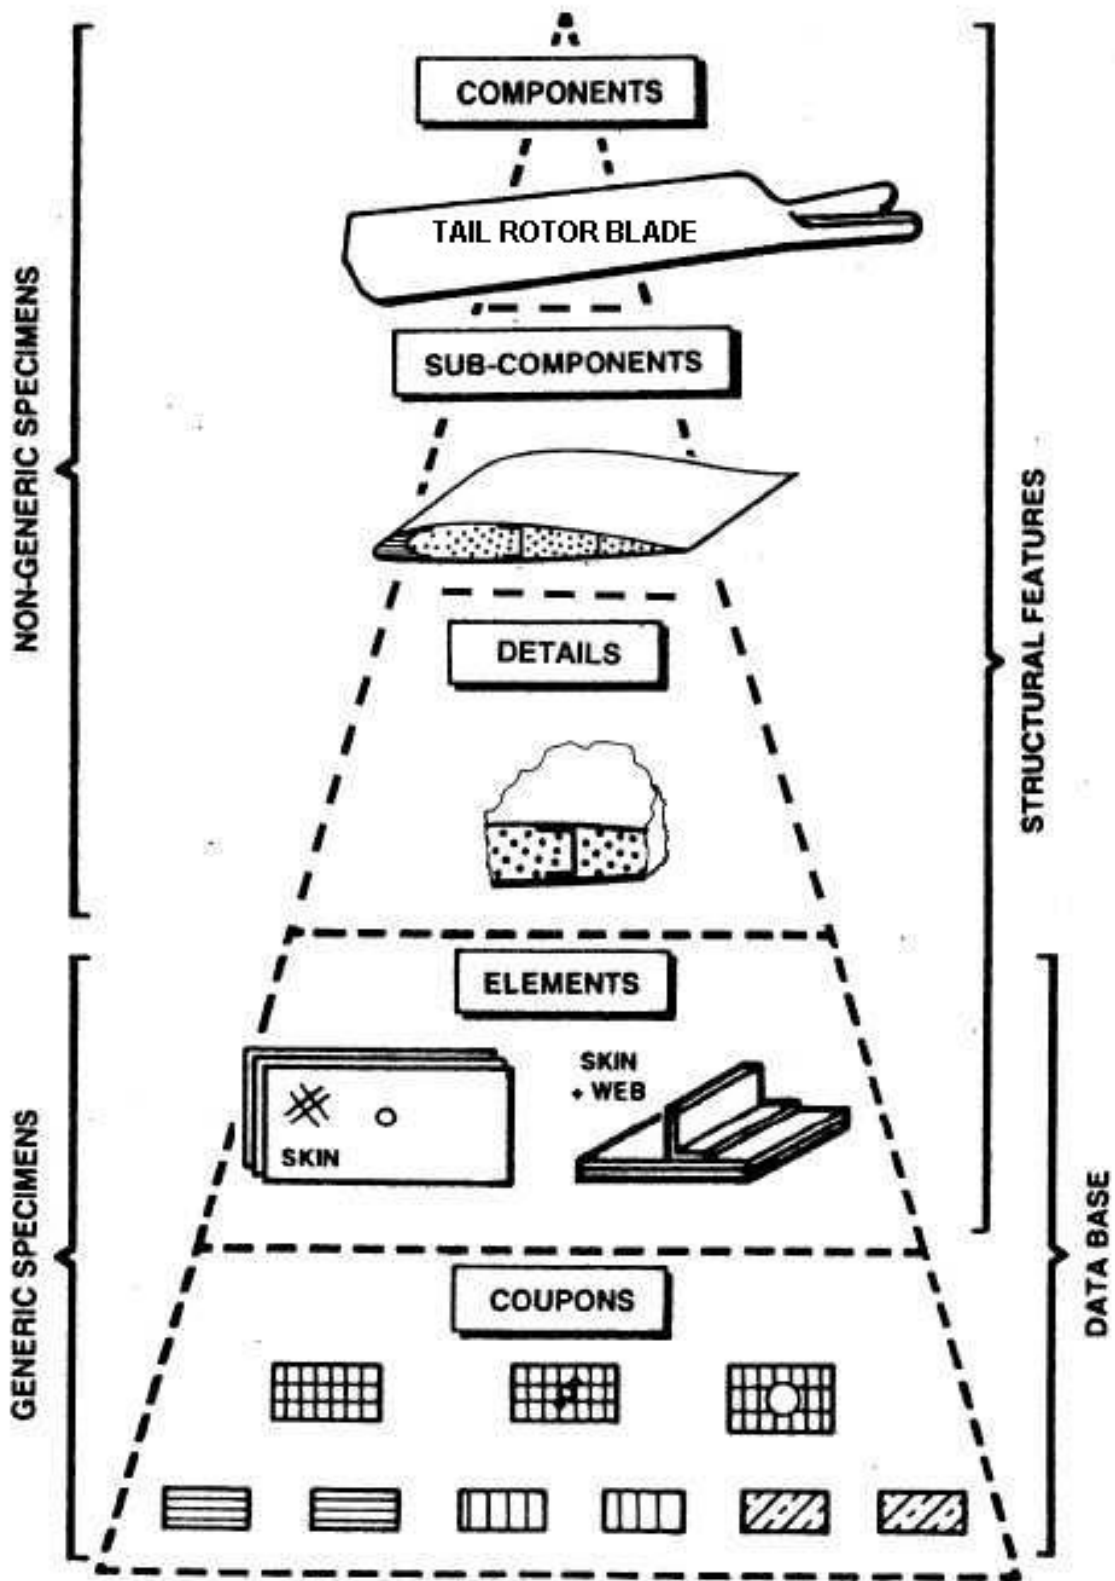 COMPONENTS
TAIL ROTOR BLADE
SUB-COMPONENTS
DETAILS
ELEMENTS
SKIN
SKIN
+ WEB
COUPONS
NON-GENERIC SPECIMENS
GENERIC SPECIMENS
STRUCTURAL FEATURES
DATA BASE